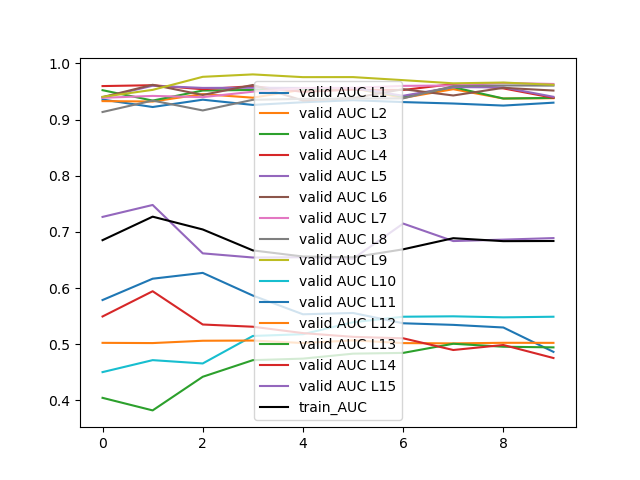 1.0
0.9
0.8
0.7
0.6
0.5
0.4
0
2
4
6
8
valid AUC L1
valid AUC L2
valid AUC L3
valid AUC L4
valid AUC L5
valid AUC L6
valid AUC L7
valid AUC L8
valid AUC L9
valid AUC L10
valid AUC L11
valid AUC L12
valid AUC L13
valid AUC L14
valid AUC L15
train_AUC